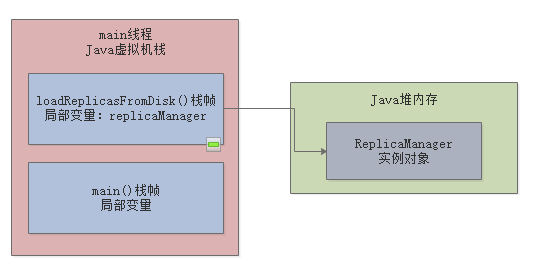 main线程
Java虚拟机栈
loadReplicasFromDisk()栈帧
局部变量：replicaManager
main()栈帧
局部变量
Java堆内存
ReplicaManager
实例对象